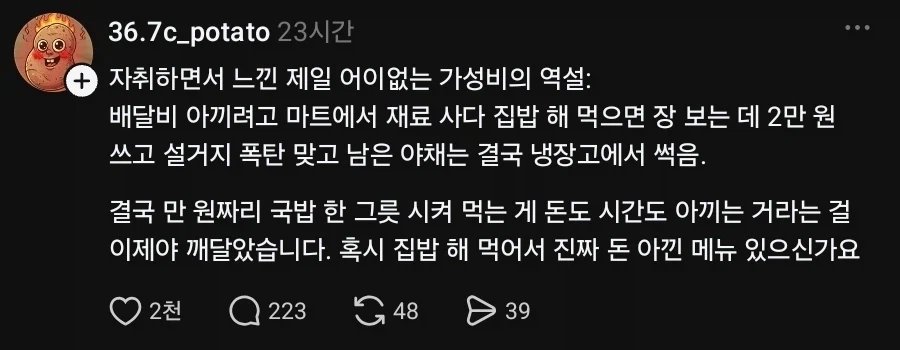 36.7c_potato 23시간
자취하면서 느낀 제일 어이없는 가성비의 역설:
배달비 아끼려고 마트에서 재료 사다 집밥 해 먹으면 장 보는 데 2만 원
쓰고 설거지 폭탄 맞고 남은 야채는 결국 냉장고에서 썩음.
결국 만 원짜리 국밥 한 그릇 시켜 먹는 게 돈도 시간도 아끼는 거라는 걸
이제야 깨달았습니다. 혹시 집밥 해 먹어서 진짜 돈 아낀 메뉴 있으신가요
2천 223 48 39